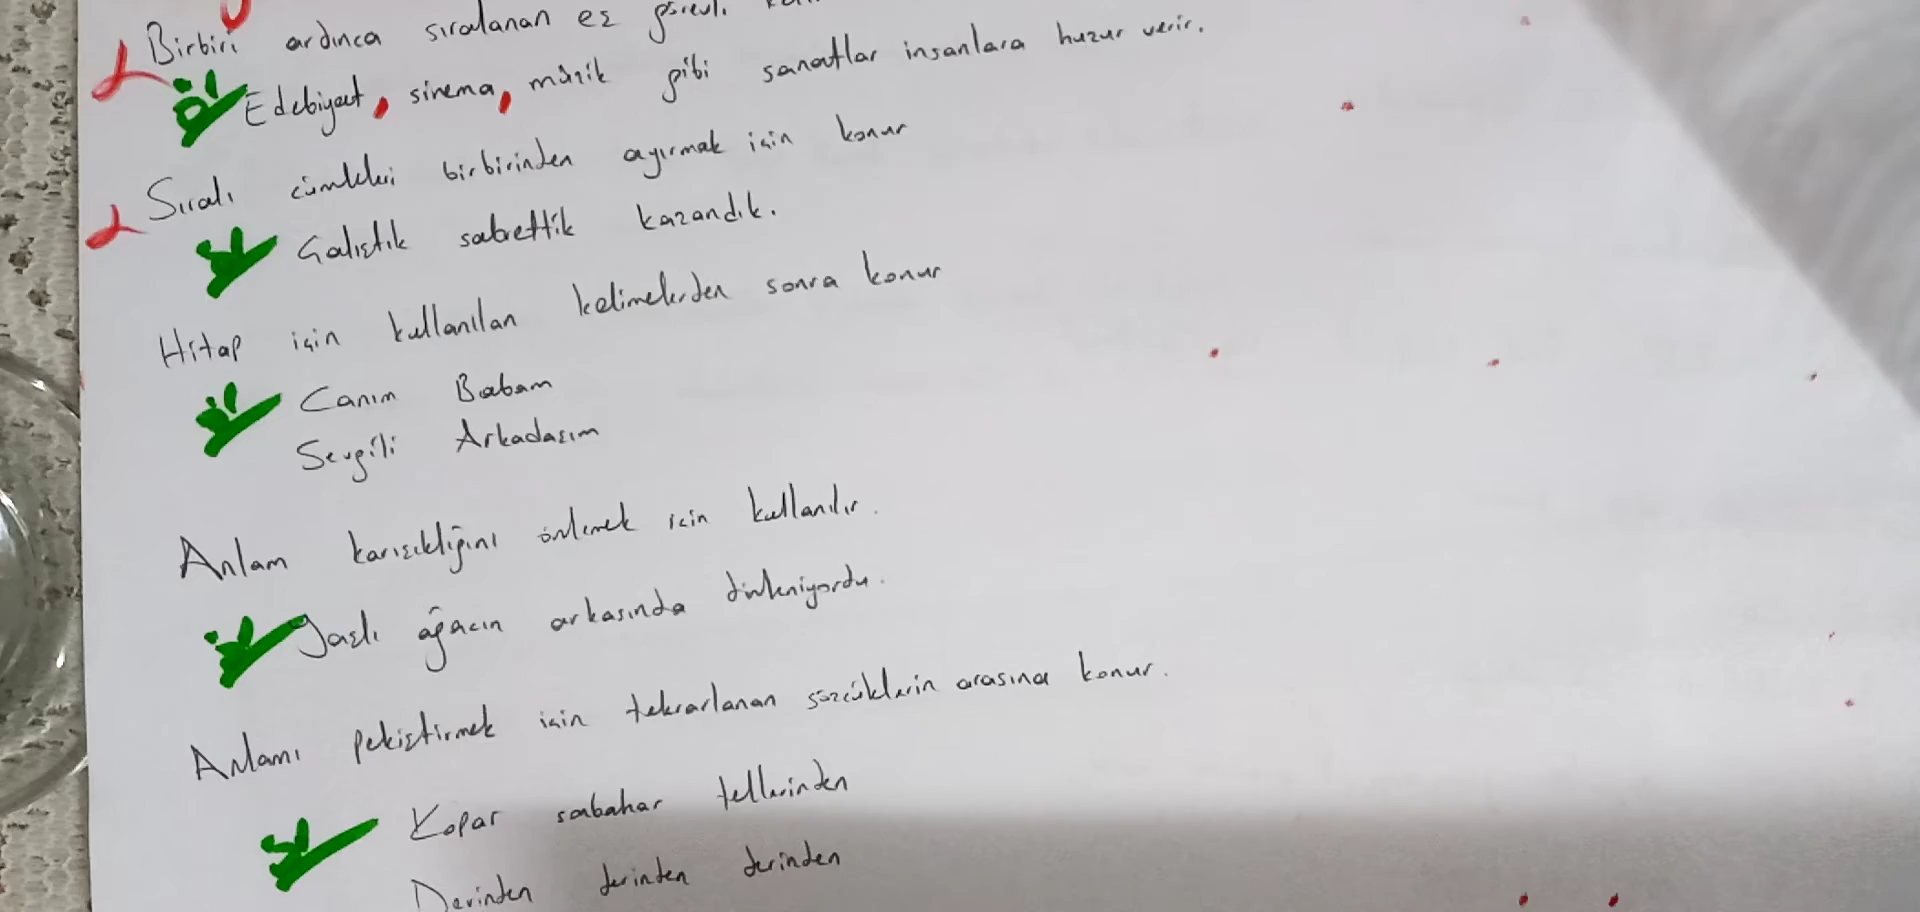 Birbiri ardınca sıralanan eş görevli
Edebiyat, sinema, müzik gibi sanatlar insanlara huzur verir.
Sıralı cümleleri birbirinden ayırmak için konur
Çalıştık sabrettik kazandık.
Hitap için kullanılan kelimelerden sonra konur
Canım Babam
Sevgili Arkadaşım
Anlam karışıklığını önlemek için kullanılır.
Yaşlı ağacın arkasında dinleniyordu.
Anlamı pekiştirmek için tekrarlanan sözcüklerin arasına konur.
Kopar sonbahar tellerinden
Derinden derinden derinden